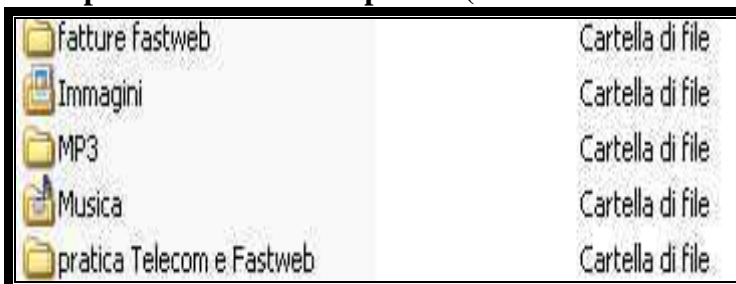 fatture fastweb Cartella di file
Immagini Cartella di file
MP3 Cartella di file
Musica Cartella di file
pratica Telecom e Fastweb Cartella di file